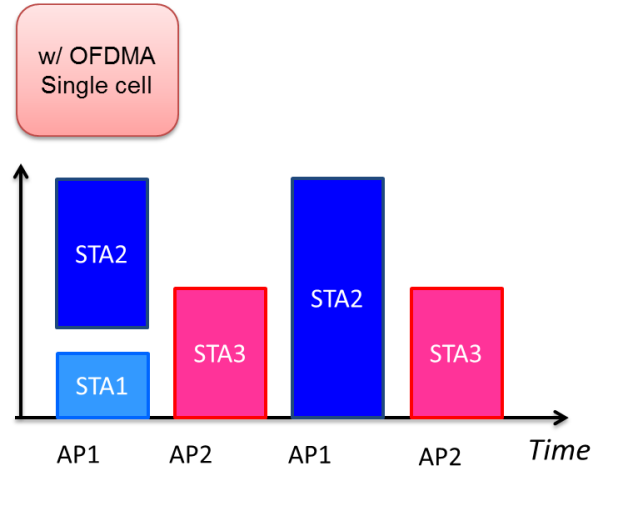 w/ OFDMA
Single cell
STA2
STA2
STA3
STA3
STA1
AP1
AP2
AP1
AP2
Time